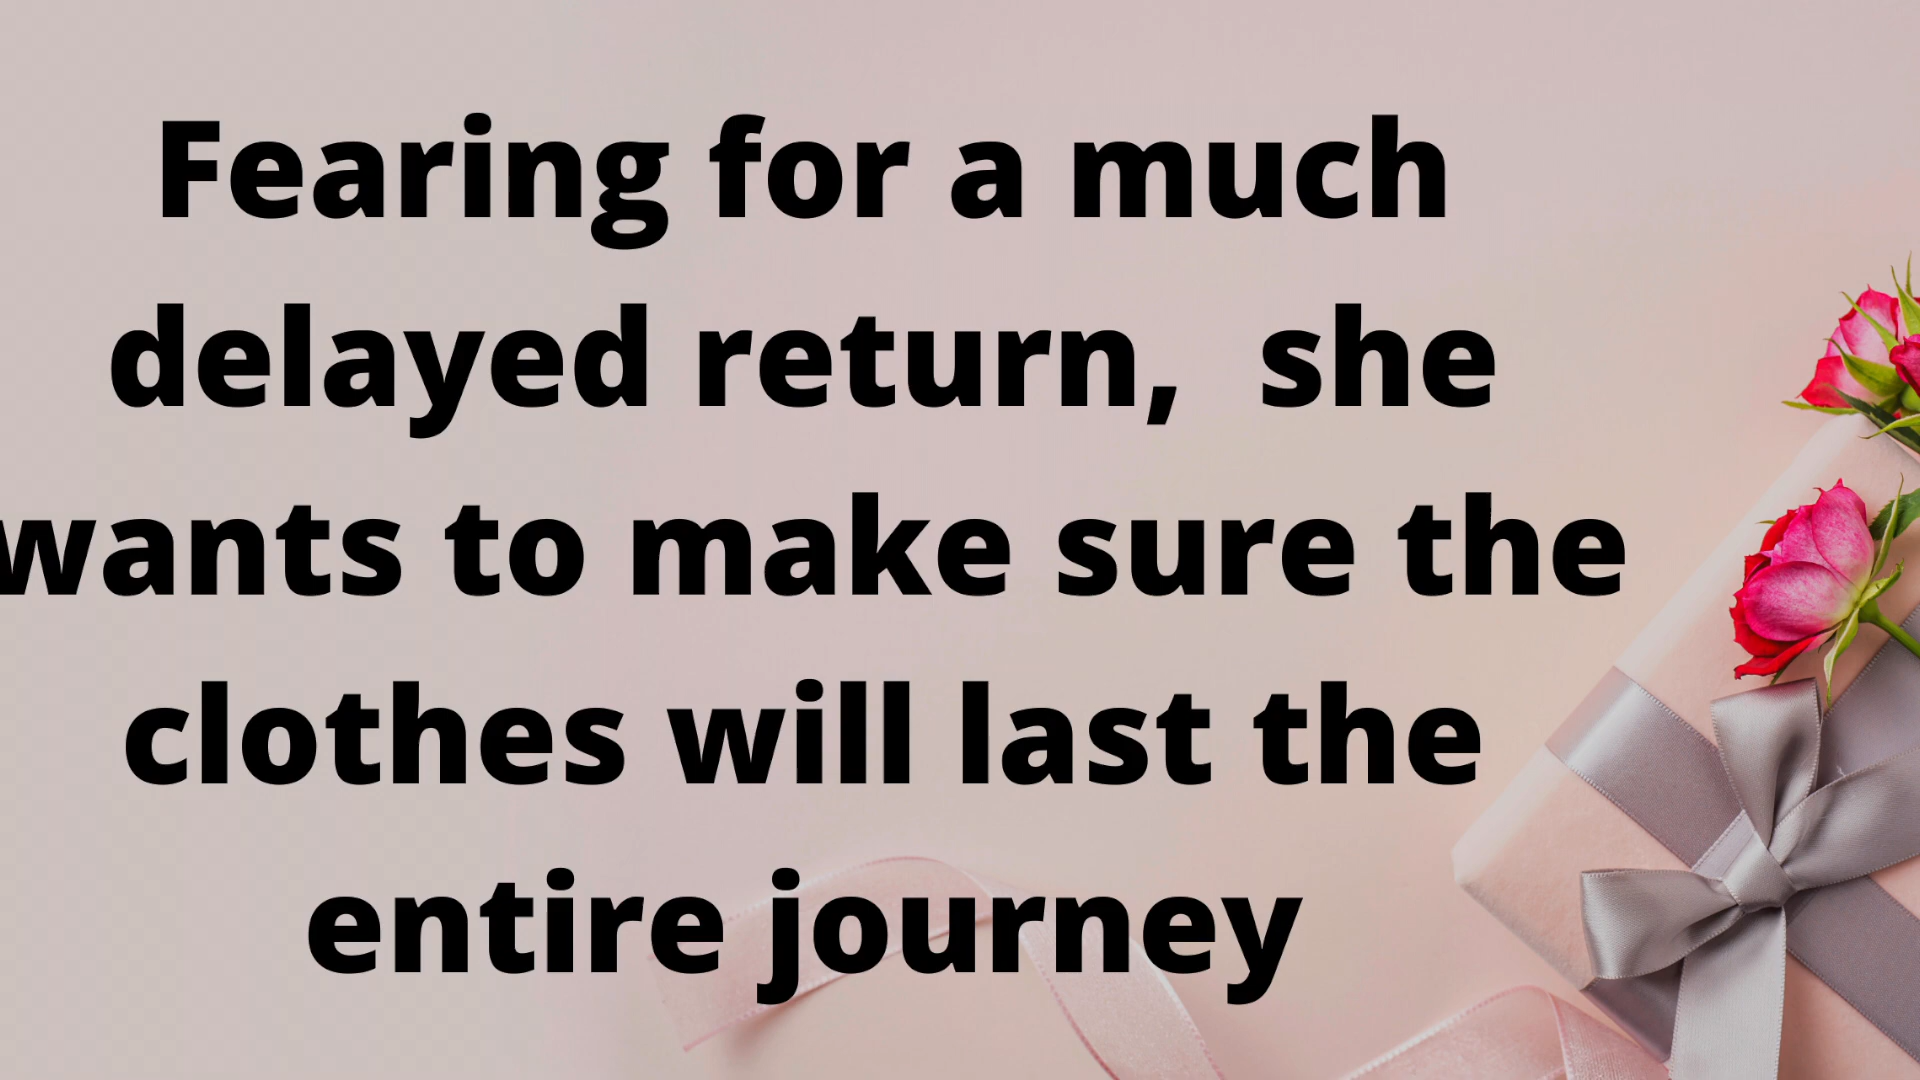 Fearing for a much
delayed return,  she
wants to make sure the
clothes will last the
entire journey